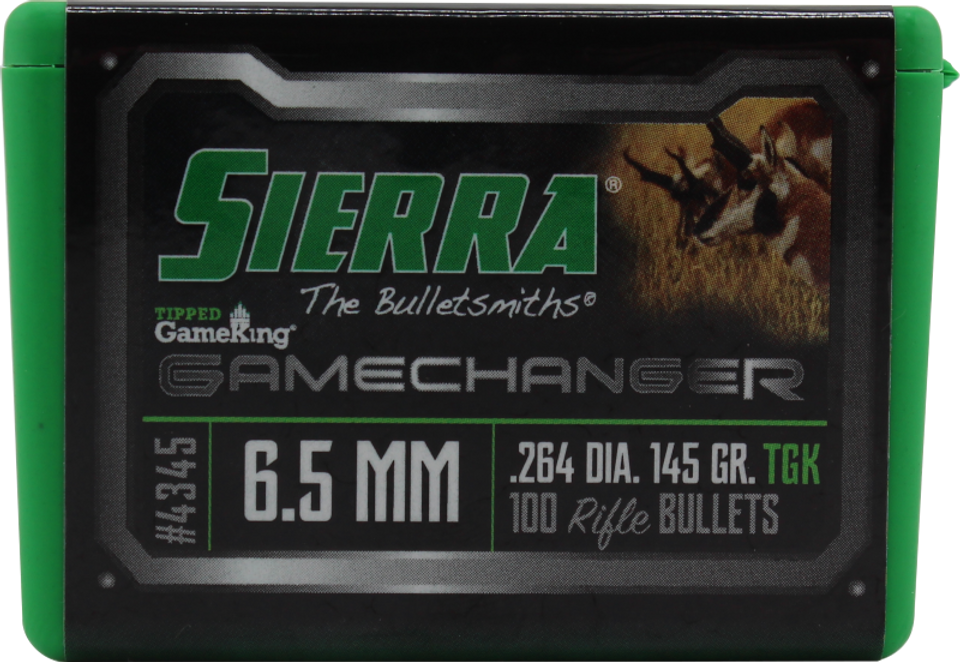 SIERRA®
The Bulletsmiths®
TIPPED
GameKing®
GAMECHANGER
#4345
6.5 MM
.264 DIA. 145 GR. TGK
100 Rifle BULLETS